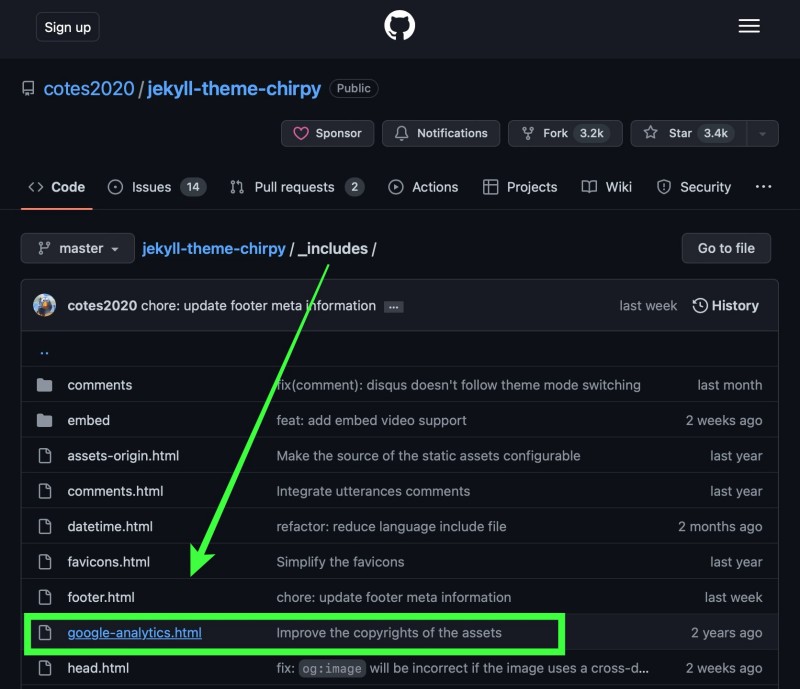 Sign up
cotes2020 / jekyll-theme-chirpy Public
Sponsor Notifications Fork 3.2k Star 3.4k
Code Issues 14 Pull requests 2 Actions Projects Wiki Security ...
master jekyll-theme-chirpy / _includes / Go to file
cotes2020 chore: update footer meta information ... last week History
..
comments fix(comment): disqus doesn't follow theme mode switching last month
embed feat: add embed video support 2 weeks ago
assets-origin.html Make the source of the static assets configurable last year
comments.html Integrate utterances comments last year
datetime.html refactor: reduce language include file 2 months ago
favicons.html Simplify the favicons last year
footer.html chore: update footer meta information last week
google-analytics.html Improve the copyrights of the assets 2 years ago
head.html fix: og:image will be incorrect if the image uses a cross-d... 2 weeks ago